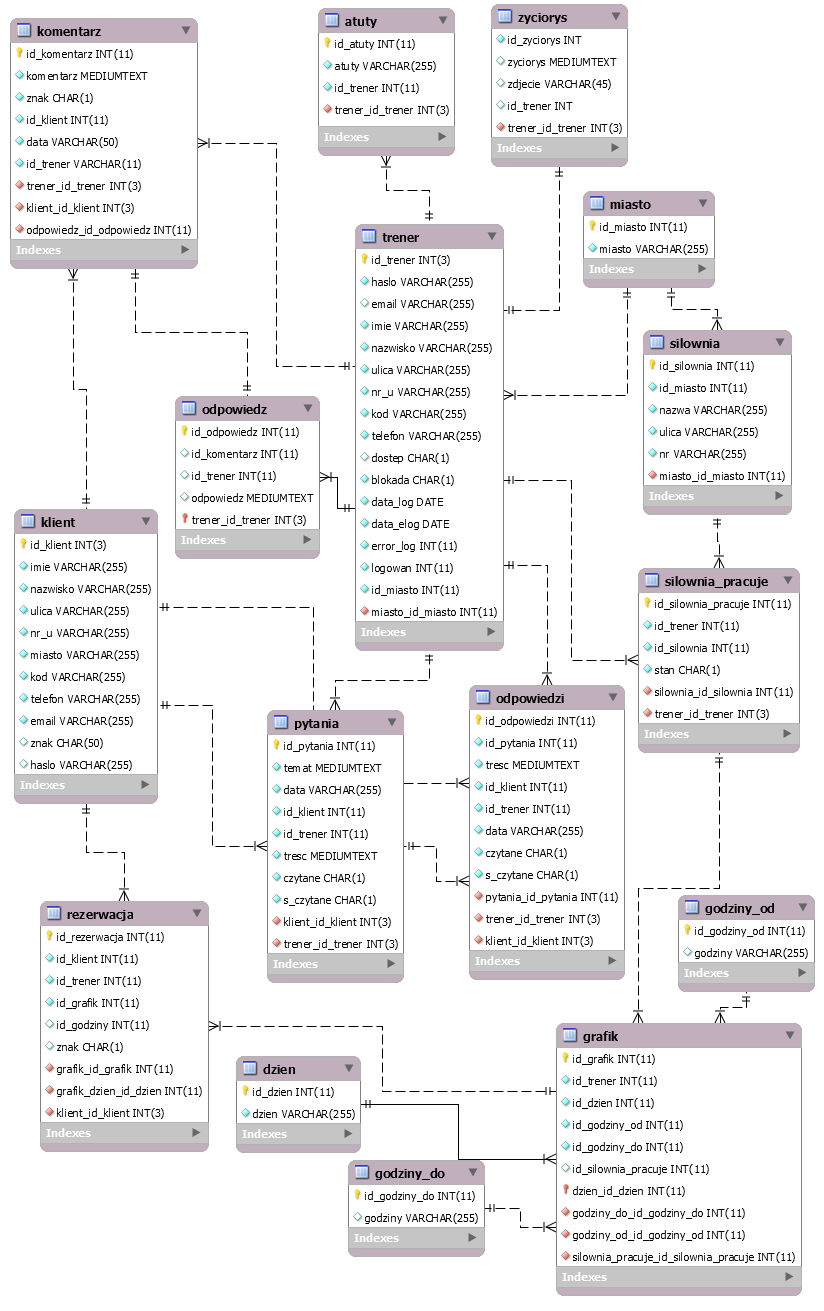 komentarz
id_komentarz INT(11)
komentarz MEDIUMTEXT
znak CHAR(1)
id_klient INT(11)
data VARCHAR(50)
id_trener VARCHAR(11)
trener_id_trener INT(3)
klient_id_klient INT(3)
odpowiedz_id_odpowiedz INT(11)
Indexes
atuty
id_atuty INT(11)
atuty VARCHAR(255)
id_trener INT(11)
trener_id_trener INT(3)
Indexes
zyciorys
id_zyciorys INT
zyciorys MEDIUMTEXT
zdjecie VARCHAR(45)
id_trener INT
trener_id_trener INT(3)
Indexes
miasto
id_miasto INT(11)
miasto VARCHAR(255)
Indexes
trener
id_trener INT(3)
haslo VARCHAR(255)
email VARCHAR(255)
imie VARCHAR(255)
nazwisko VARCHAR(255)
ulica VARCHAR(255)
nr_u VARCHAR(255)
kod VARCHAR(255)
telefon VARCHAR(255)
dostep CHAR(1)
blokada CHAR(1)
data_log DATE
data_elog DATE
error_log INT(11)
logowan INT(11)
id_miasto INT(11)
miasto_id_miasto INT(11)
Indexes
silownia
id_silownia INT(11)
id_miasto INT(11)
nazwa VARCHAR(255)
ulica VARCHAR(255)
nr VARCHAR(255)
miasto_id_miasto INT(11)
Indexes
odpowiedz
id_odpowiedz INT(11)
id_komentarz INT(11)
id_trener INT(11)
odpowiedz MEDIUMTEXT
trener_id_trener INT(3)
Indexes
klient
id_klient INT(3)
imie VARCHAR(255)
nazwisko VARCHAR(255)
ulica VARCHAR(255)
nr_u VARCHAR(255)
miasto VARCHAR(255)
kod VARCHAR(255)
telefon VARCHAR(255)
email VARCHAR(255)
znak CHAR(50)
haslo VARCHAR(255)
Indexes
silownia_pracuje
id_silownia_pracuje INT(11)
id_trener INT(11)
id_silownia INT(11)
stan CHAR(1)
silownia_id_silownia INT(11)
trener_id_trener INT(3)
Indexes
pytania
id_pytania INT(11)
temat MEDIUMTEXT
data VARCHAR(255)
id_klient INT(11)
id_trener INT(11)
tresc MEDIUMTEXT
czytane CHAR(1)
s_czytane CHAR(1)
klient_id_klient INT(3)
trener_id_trener INT(3)
Indexes
odpowiedzi
id_odpowiedzi INT(11)
id_pytania INT(11)
tresc MEDIUMTEXT
id_klient INT(11)
id_trener INT(11)
data VARCHAR(255)
czytane CHAR(1)
s_czytane CHAR(1)
pytania_id_pytania INT(11)
trener_id_trener INT(3)
klient_id_klient INT(3)
Indexes
rezerwacja
id_rezerwacja INT(11)
id_klient INT(11)
id_trener INT(11)
id_grafik INT(11)
id_godziny INT(11)
znak CHAR(1)
grafik_id_grafik INT(11)
grafik_dzien_id_dzien INT(11)
klient_id_klient INT(3)
Indexes
godziny_od
id_godziny_od INT(11)
godziny VARCHAR(255)
Indexes
dzien
id_dzien INT(11)
dzien VARCHAR(255)
Indexes
grafik
id_grafik INT(11)
id_trener INT(11)
id_dzien INT(11)
id_godziny_od INT(11)
id_godziny_do INT(11)
id_silownia_pracuje INT(11)
dzien_id_dzien INT(11)
godziny_do_id_godziny_do INT(11)
godziny_od_id_godziny_od INT(11)
silownia_pracuje_id_silownia_pracuje INT(11)
Indexes
godziny_do
id_godziny_do INT(11)
godziny VARCHAR(255)
Indexes